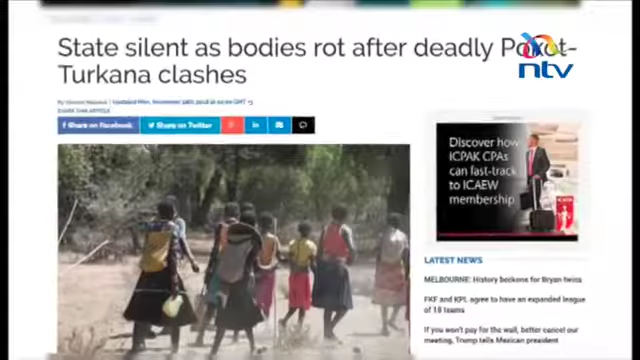 State silent as bodies rot after deadly Pokot-
Turkana clashes
ntv
Share on Facebook
Share on Twitter
Discover how
ICPAK CPAs
can fast-track
to ICAEW
membership
LATEST NEWS
MELBOURNE: History beckons for Bryan twins
FKF and KPL agree to have an expanded league
of 18 teams
If you won't pay for the wall, better cancel our
meeting, Trump tells Mexican president